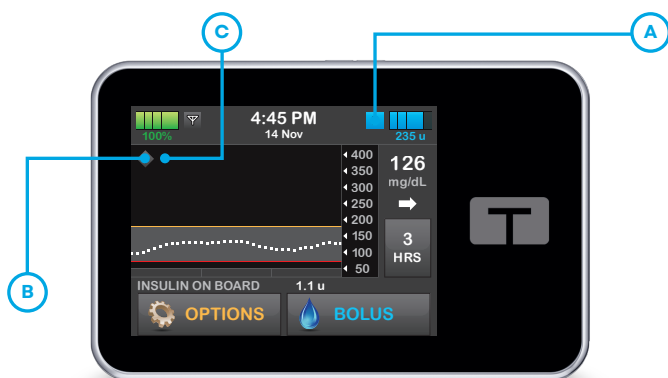 C
A
4:45 PM
14 Nov
100%
235 u
400
350
300
250
200
150
100
50
126
mg/dL
3
HRS
B
INSULIN ON BOARD 1.1 u
OPTIONS
BOLUS
T